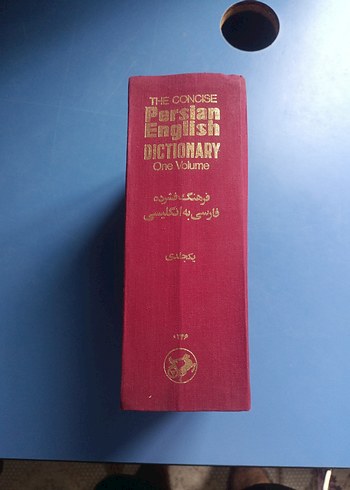 THE CONCISE
Persian
English
DICTIONARY
One Volume
فرهنگ فشرده
فارسی به انگلیسی
یکجلدی